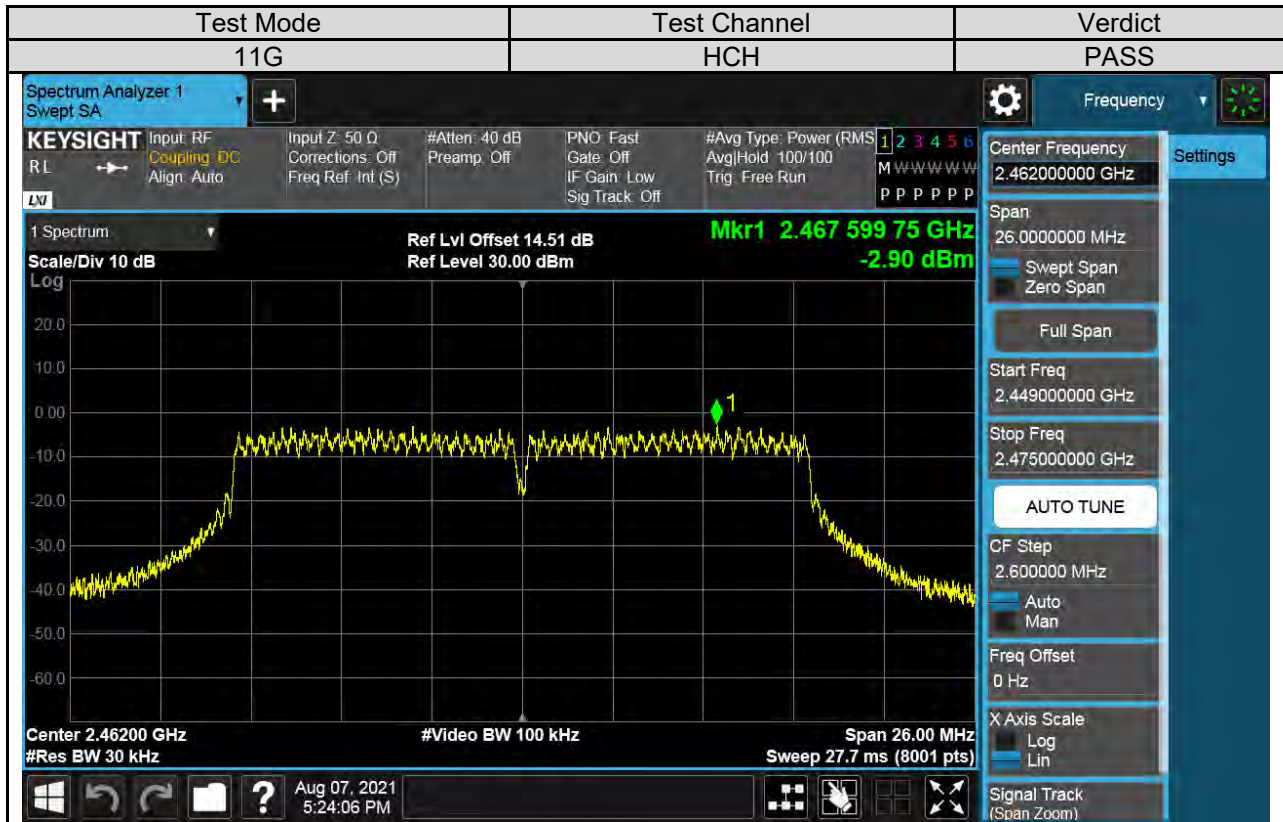 Test Mode Test Channel Verdict
11G HCH PASS
Spectrum Analyzer 1
Swept SA
+
Frequency
KEYSIGHT Input: RF Input Z: 50 Ω #Atten: 40 dB PNO: Fast #Avg Type: Power (RMS 1 2 3 4 5 6
RL Coupling: DC Corrections: Off Preamp: Off Gate: Off Avg|Hold: 100/100 M W W W W W
Align: Auto Freq Ref: Int (S) IF Gain: Low Trig: Free Run
LXI Sig Track: Off P P P P P P
1 Spectrum Ref Lvl Offset 14.51 dB Mkr1 2.467 599 75 GHz
Scale/Div 10 dB Ref Level 30.00 dBm -2.90 dBm
Log
20.0
10.0
0.00
-10.0
-20.0
-30.0
-40.0
-50.0
-60.0
1
Center 2.46200 GHz #Video BW 100 kHz Span 26.00 MHz
#Res BW 30 kHz Sweep 27.7 ms (8001 pts)
Center Frequency
2.462000000 GHz
Settings
Span
26.0000000 MHz
Swept Span
Zero Span
Full Span
Start Freq
2.449000000 GHz
Stop Freq
2.475000000 GHz
AUTO TUNE
CF Step
2.600000 MHz
Auto
Man
Freq Offset
0 Hz
X Axis Scale
Log
Lin
Signal Track
(Span Zoom)
?
Aug 07, 2021
5:24:06 PM